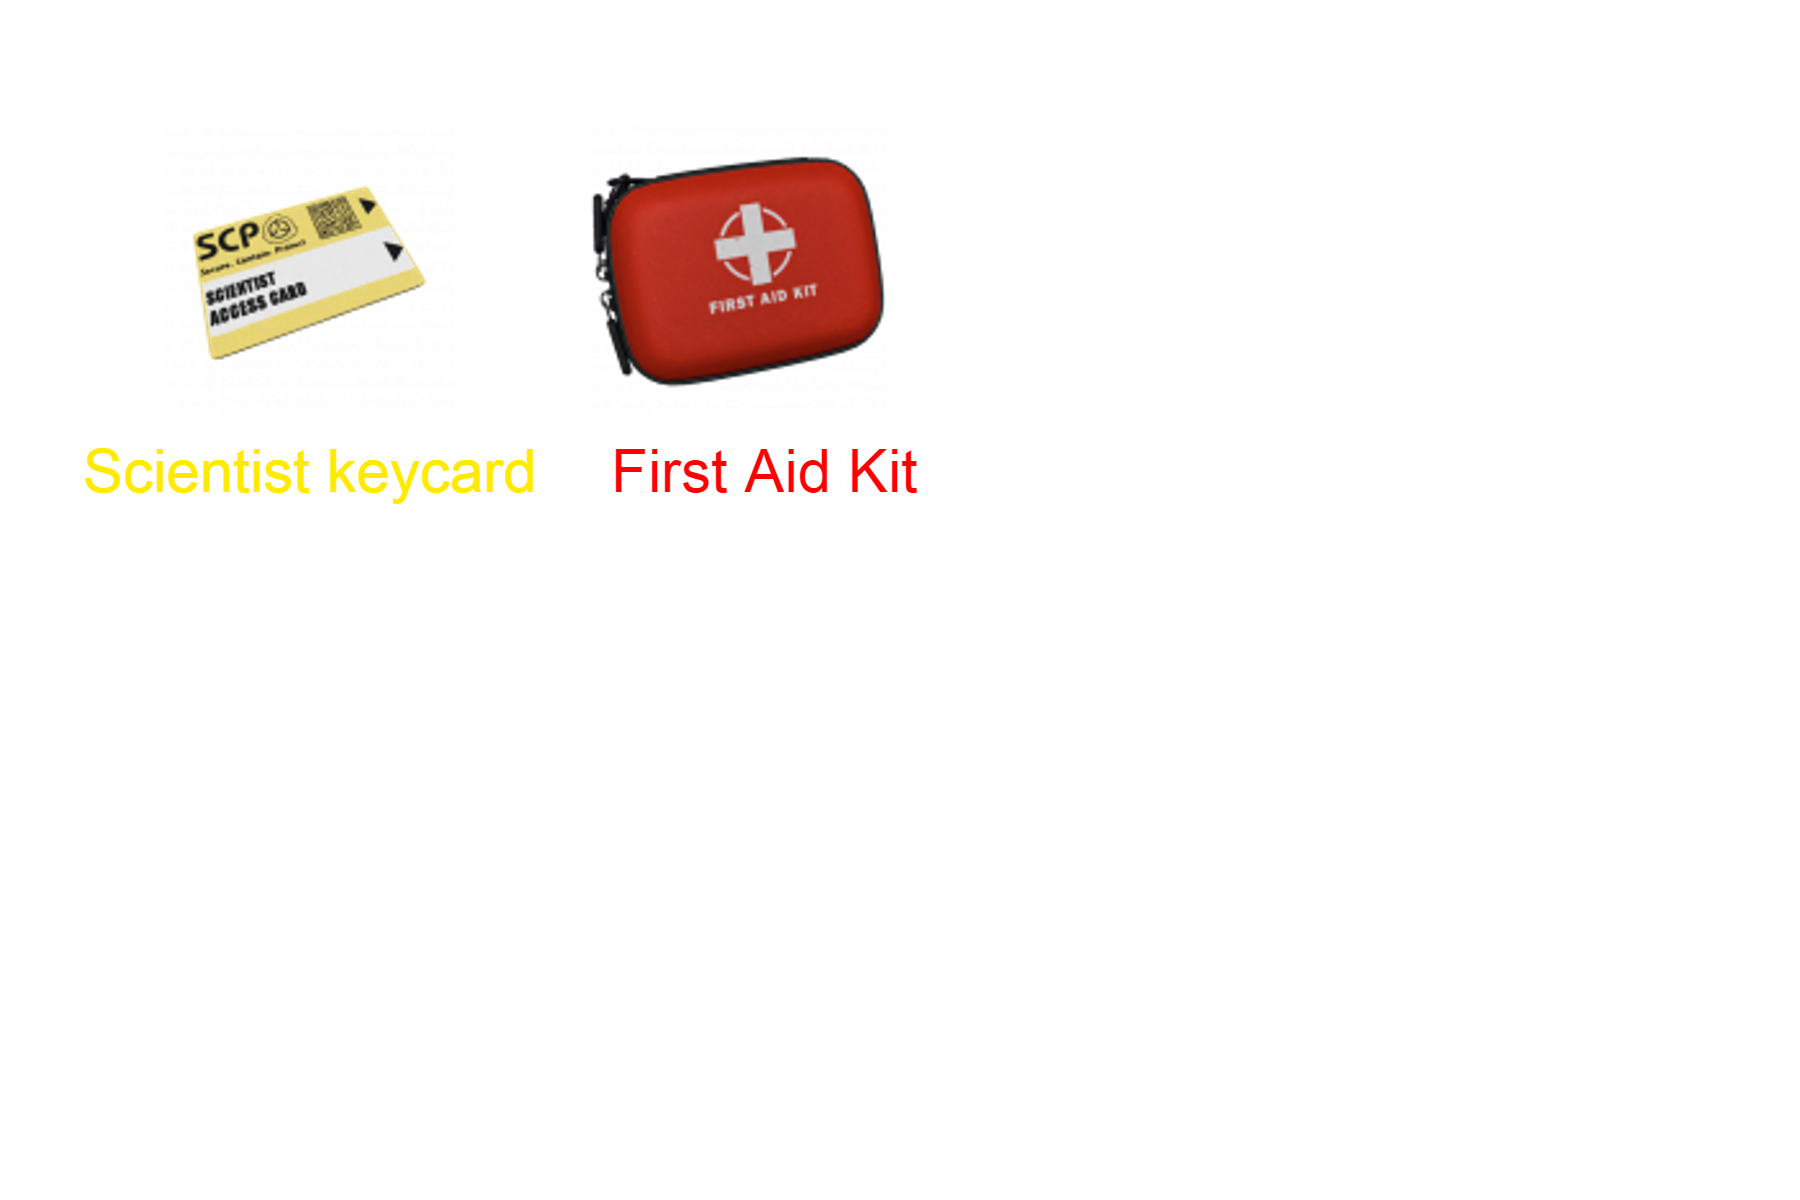 SCP
Secure. Contain. Protect
SCIENTIST
ACCESS CARD
FIRST AID KIT
Scientist keycard
First Aid Kit